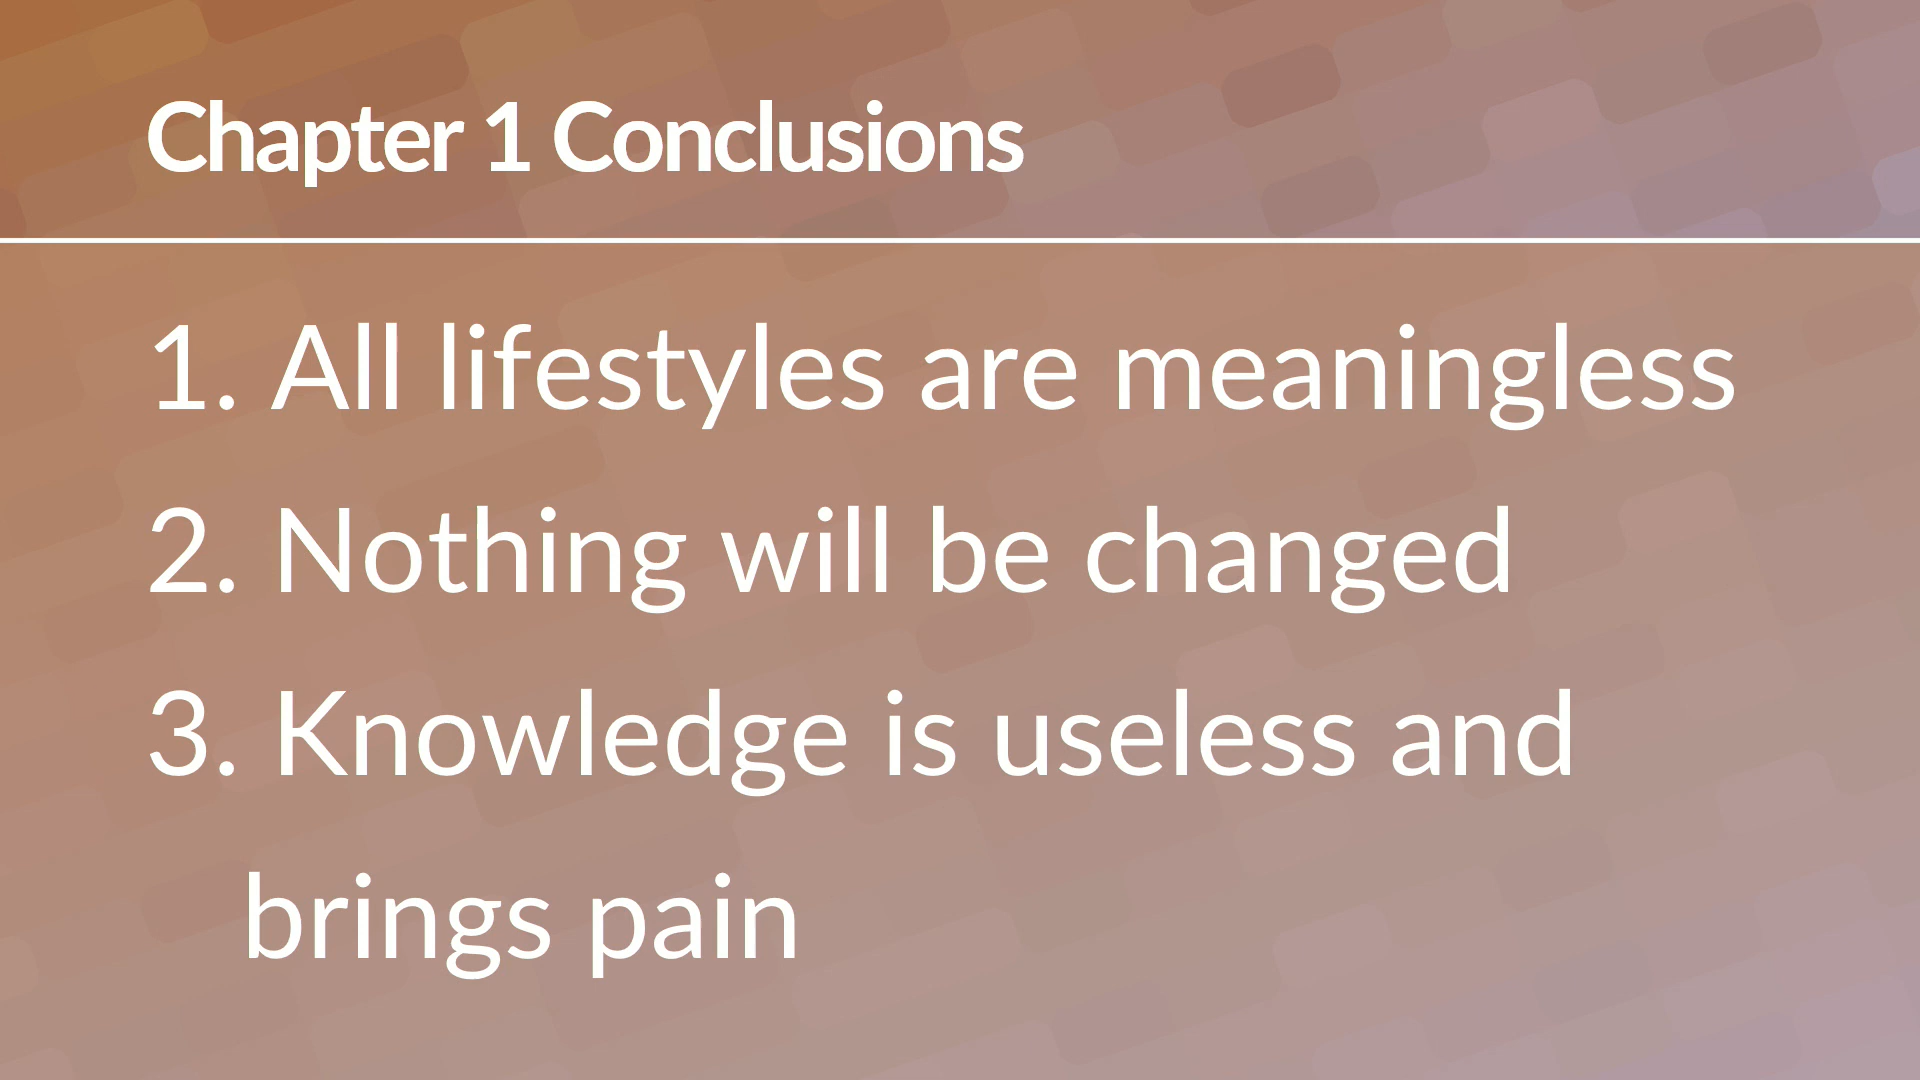 Chapter 1 Conclusions
1. All lifestyles are meaningless
2. Nothing will be changed
3. Knowledge is useless and
brings pain